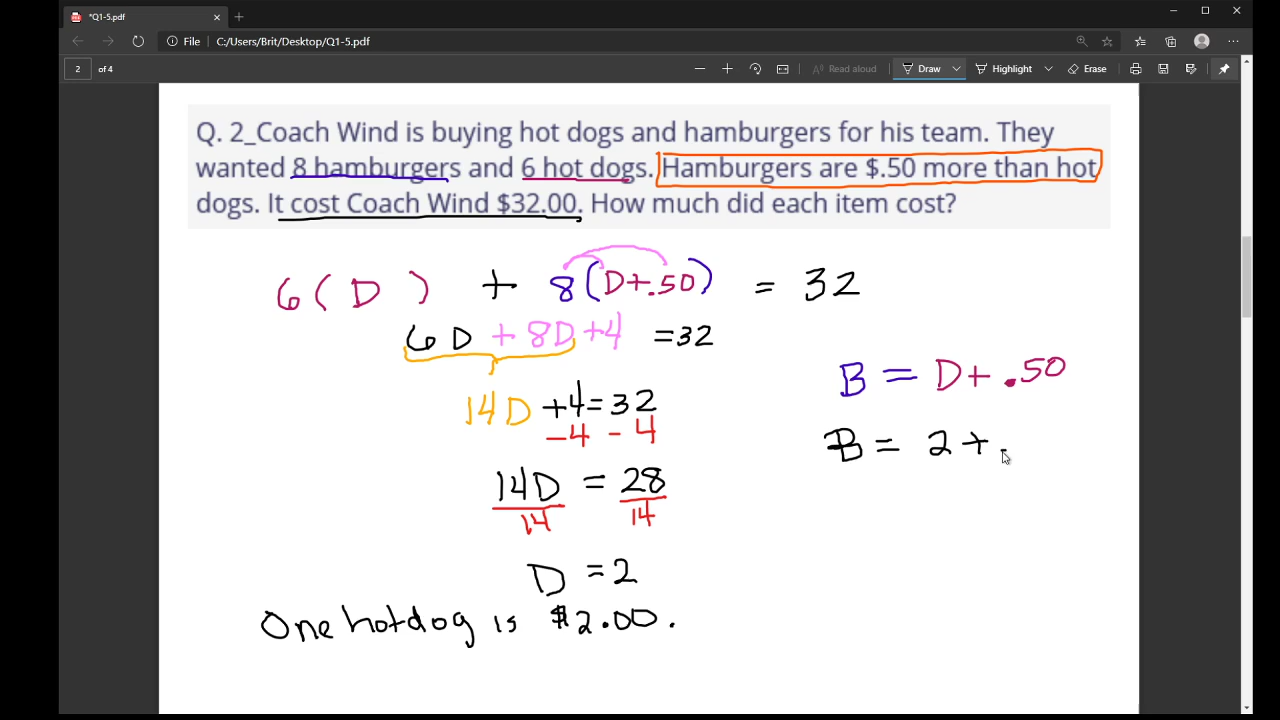 *Q1-5.pdf
File C:/Users/Brit/Desktop/Q1-5.pdf
2 of 4 Read aloud Draw Highlight Erase
Q. 2_Coach Wind is buying hot dogs and hamburgers for his team. They
wanted 8 hamburgers and 6 hot dogs. Hamburgers are $.50 more than hot
dogs. It cost Coach Wind $32.00. How much did each item cost?
6(D ) + 8(D+.50) = 32
6D + 8D +4 =32
B = D+ .50
14D +4=32
-4 - 4
B = 2 + .
14D = 28
14 14
D = 2
One hotdog is $2.00.